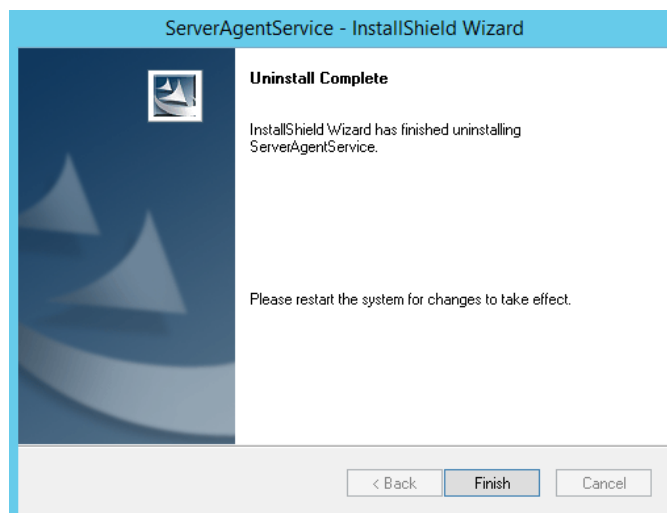 ServerAgentService - InstallShield Wizard
Uninstall Complete
InstallShield Wizard has finished uninstalling
ServerAgentService.
Please restart the system for changes to take effect.
< Back
Finish
Cancel